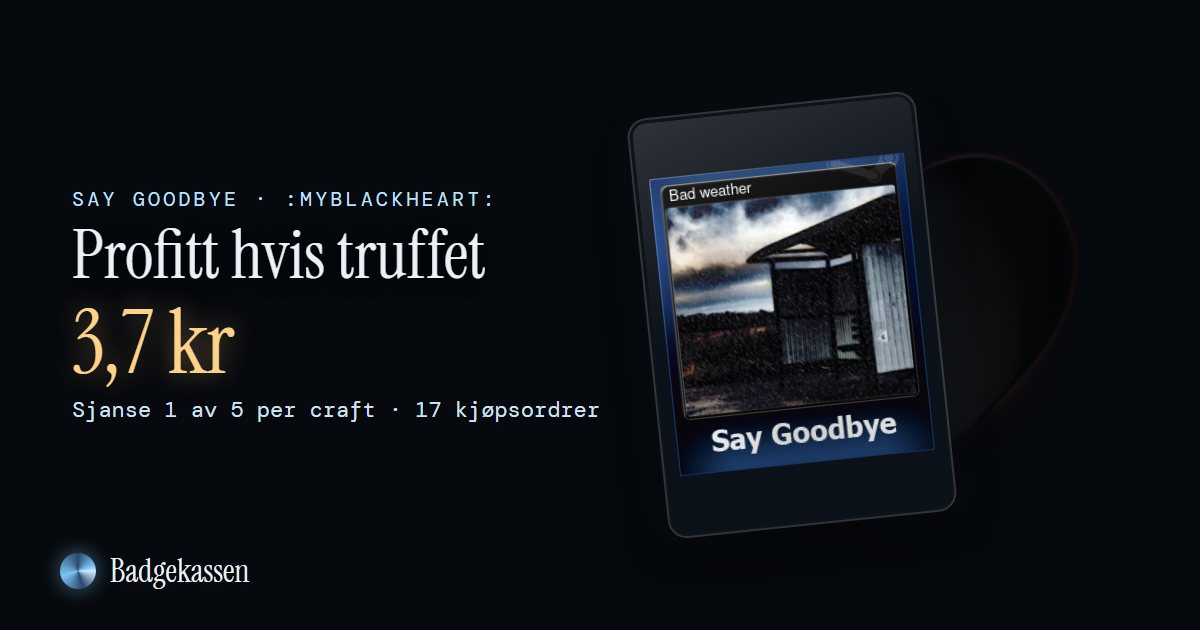 SAY GOODBYE · :MYBLACKHEART:
Profitt hvis truffet
3,7 kr
Sjanse 1 av 5 per craft · 17 kjøpsordrer
Bad weather
Say Goodbye
Badgekassen